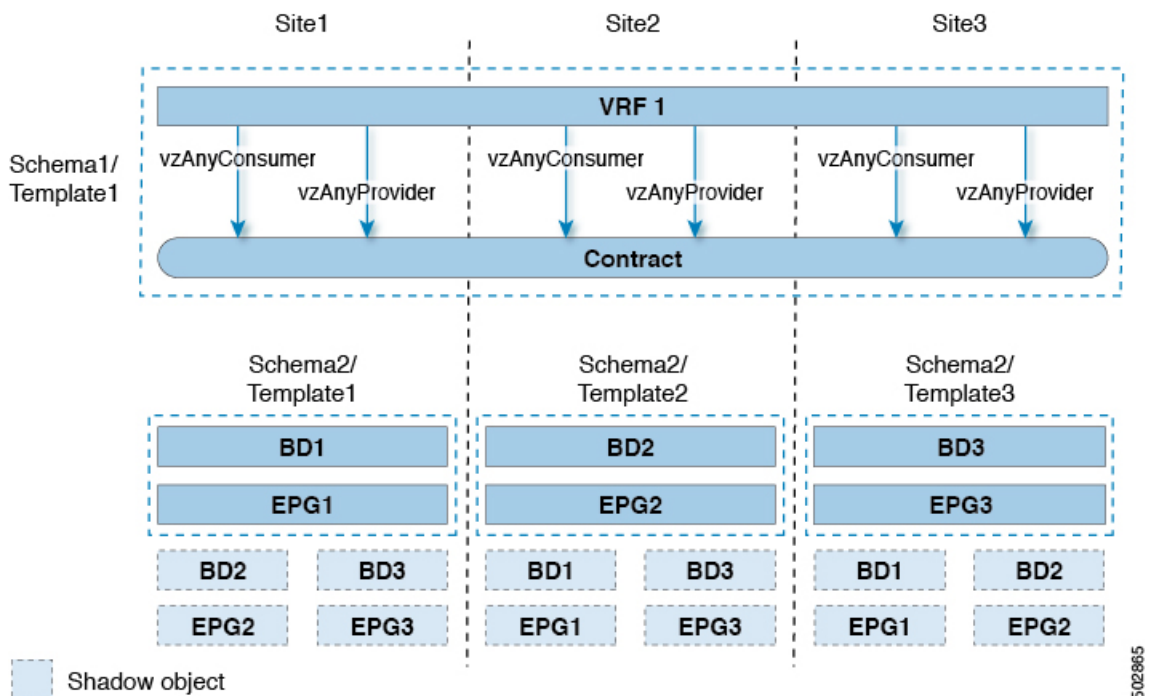 Site1 Site2 Site3
VRF 1
Schema1/
Template1
vzAnyConsumer vzAnyConsumer vzAnyConsumer
vzAnyProvider vzAnyProvider vzAnyProvider
Contract
Schema2/ Schema2/ Schema2/
Template1 Template2 Template3
BD1 BD2 BD3
EPG1 EPG2 EPG3
BD2 BD3 BD1 BD3 BD1 BD2
EPG2 EPG3 EPG1 EPG3 EPG1 EPG2
Shadow object
502865